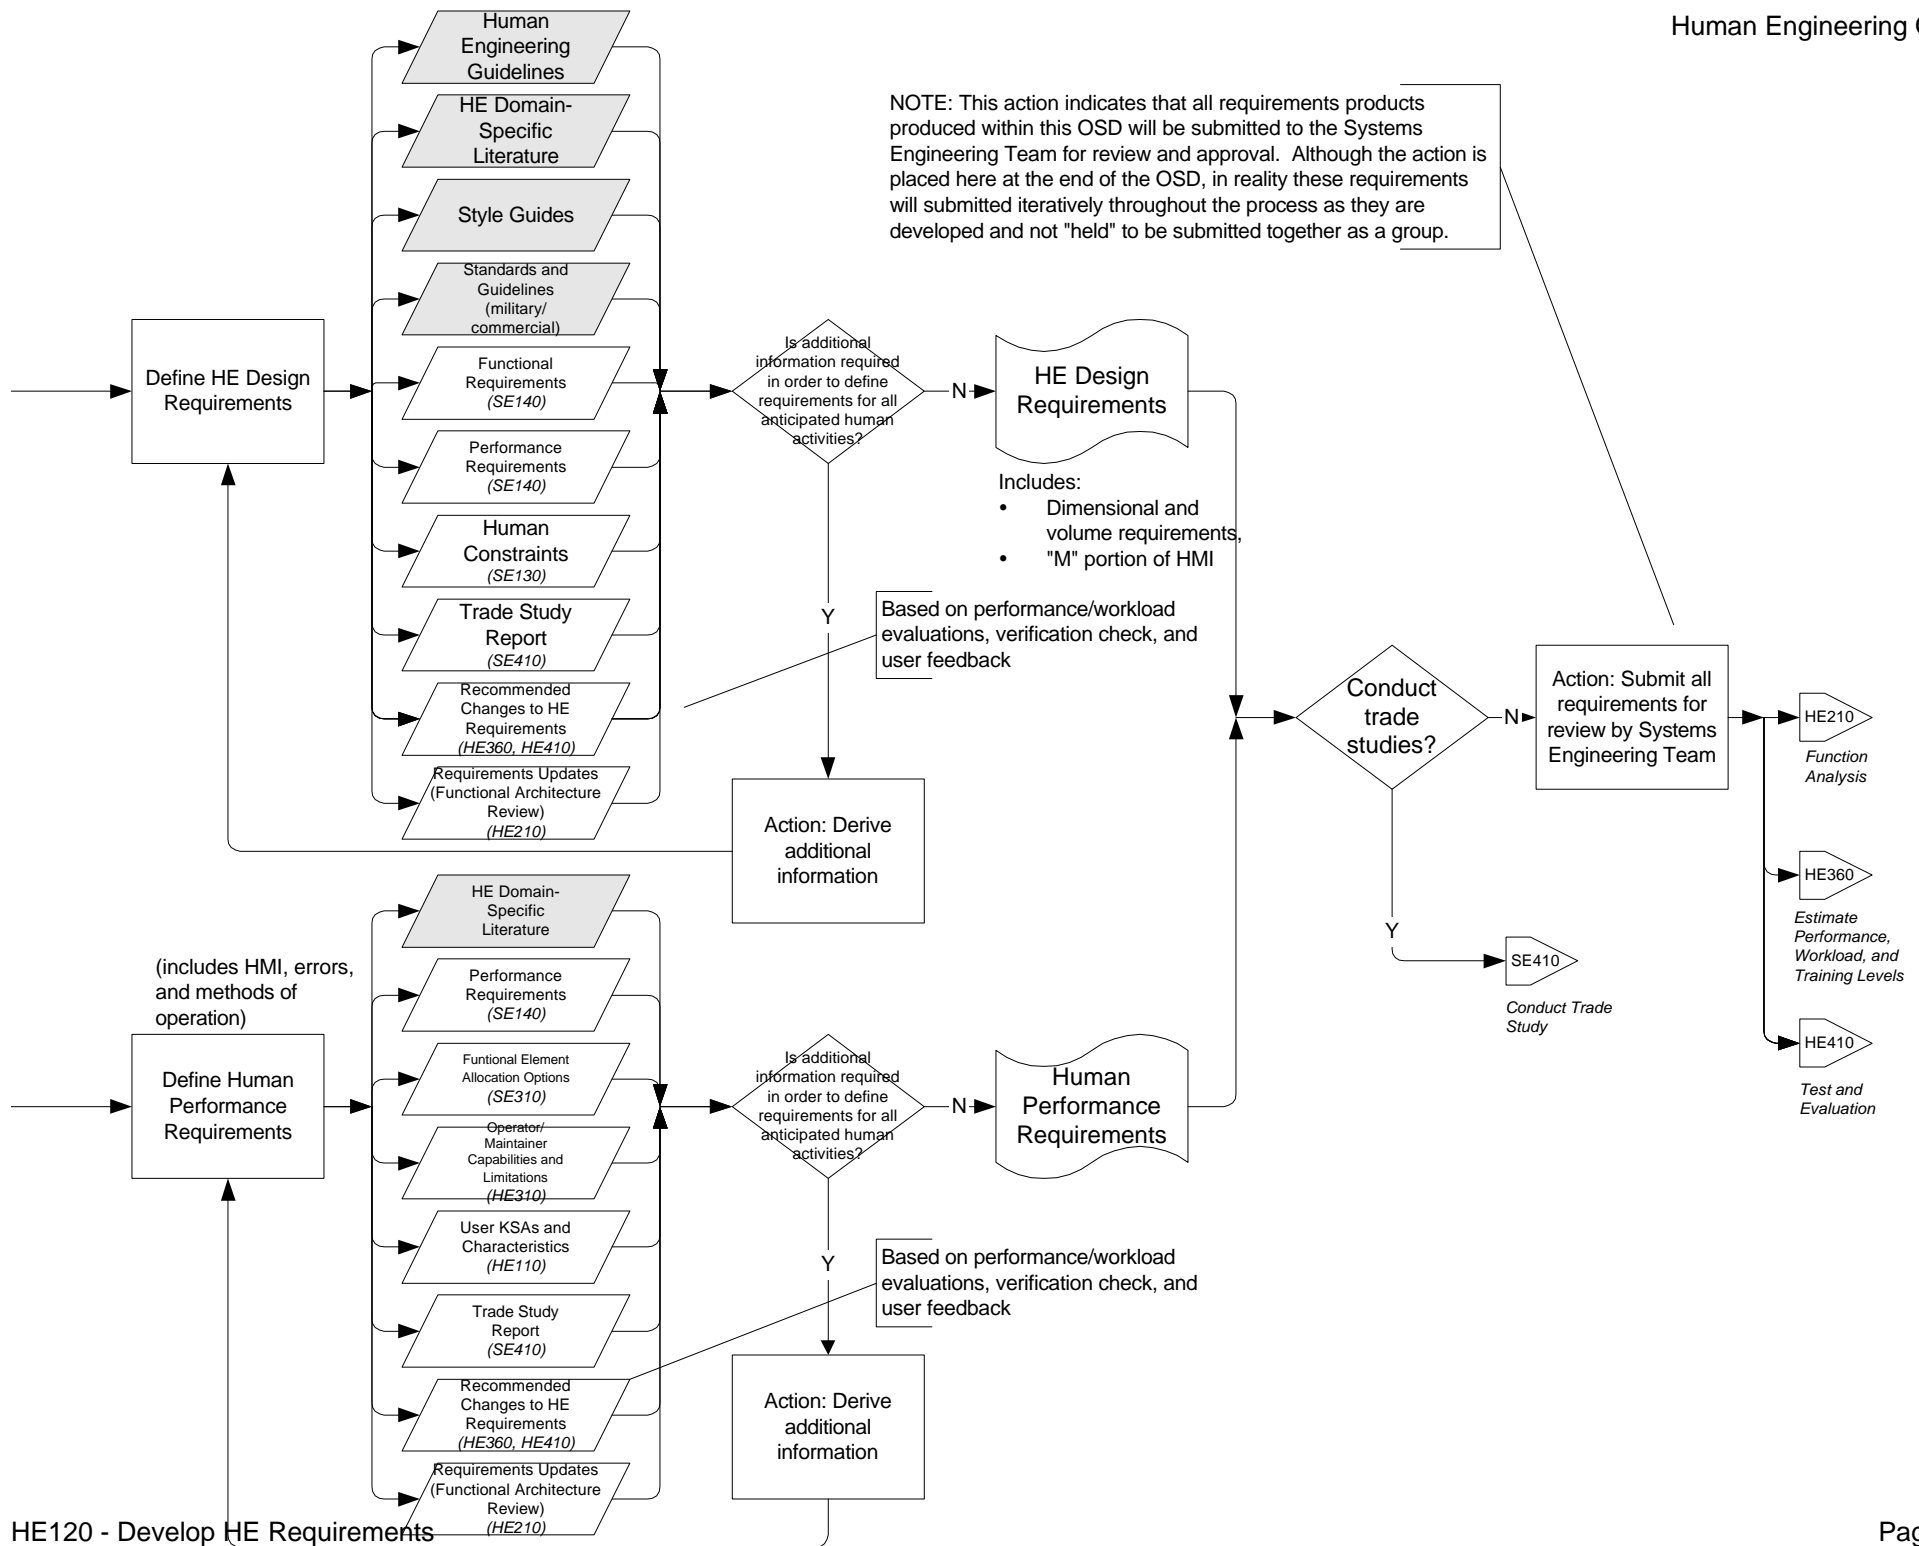 Human Engineering
Human
Engineering
Guidelines
HE Domain-
Specific
Literature
Style Guides
Standards and
Guidelines
(military/
commercial)
Functional
Requirements
(SE140)
Performance
Requirements
(SE140)
Human
Constraints
(SE130)
Trade Study
Report
(SE410)
Recommended
Changes to HE
Requirements
(HE360, HE410)
Requirements Updates
(Functional Architecture
Review)
(HE210)
NOTE: This action indicates that all requirements products
produced within this OSD will be submitted to the Systems
Engineering Team for review and approval.  Although the action is
placed here at the end of the OSD, in reality these requirements
will submitted iteratively throughout the process as they are
developed and not "held" to be submitted together as a group.
Define HE Design
Requirements
Is additional
information required
in order to define
requirements for all
anticipated human
activities?
N
Y
HE Design
Requirements
Includes:
• Dimensional and
volume requirements,
• "M" portion of HMI
Based on performance/workload
evaluations, verification check, and
user feedback
Action: Derive
additional
information
Conduct
trade
studies?
N
Y
Action: Submit all
requirements for
review by Systems
Engineering Team
HE210
Function
Analysis
HE360
Estimate
Performance,
Workload, and
Training Levels
HE410
Test and
Evaluation
SE410
Conduct Trade
Study
(includes HMI, errors,
and methods of
operation)
Define Human
Performance
Requirements
HE Domain-
Specific
Literature
Performance
Requirements
(SE140)
Funtional Element
Allocation Options
(SE310)
Operator/
Maintainer
Capabilities and
Limitations
(HE310)
User KSAs and
Characteristics
(HE110)
Trade Study
Report
(SE410)
Recommended
Changes to HE
Requirements
(HE360, HE410)
Requirements Updates
(Functional Architecture
Review)
(HE210)
Is additional
information required
in order to define
requirements for all
anticipated human
activities?
N
Y
Human
Performance
Requirements
Based on performance/workload
evaluations, verification check, and
user feedback
Action: Derive
additional
information
HE120 - Develop HE Requirements